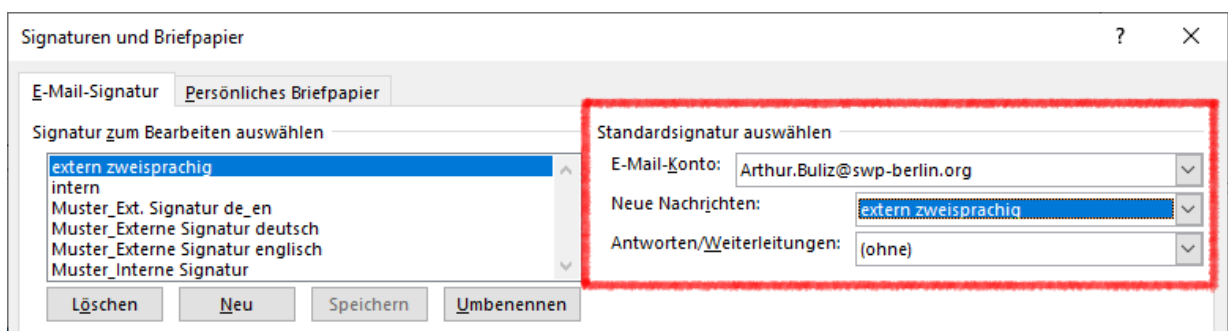 Signaturen und Briefpapier ?
E-Mail-Signatur Persönliches Briefpapier
Signatur zum Bearbeiten auswählen
extern zweisprachig
intern
Muster_Ext. Signatur de_en
Muster_Externe Signatur deutsch
Muster_Externe Signatur englisch
Muster_Interne Signatur
Löschen Neu Speichern Umbenennen
Standardsignatur auswählen
E-Mail-Konto: Arthur.Buliz@swp-berlin.org
Neue Nachrichten: extern zweisprachig
Antworten/Weiterleitungen: (ohne)